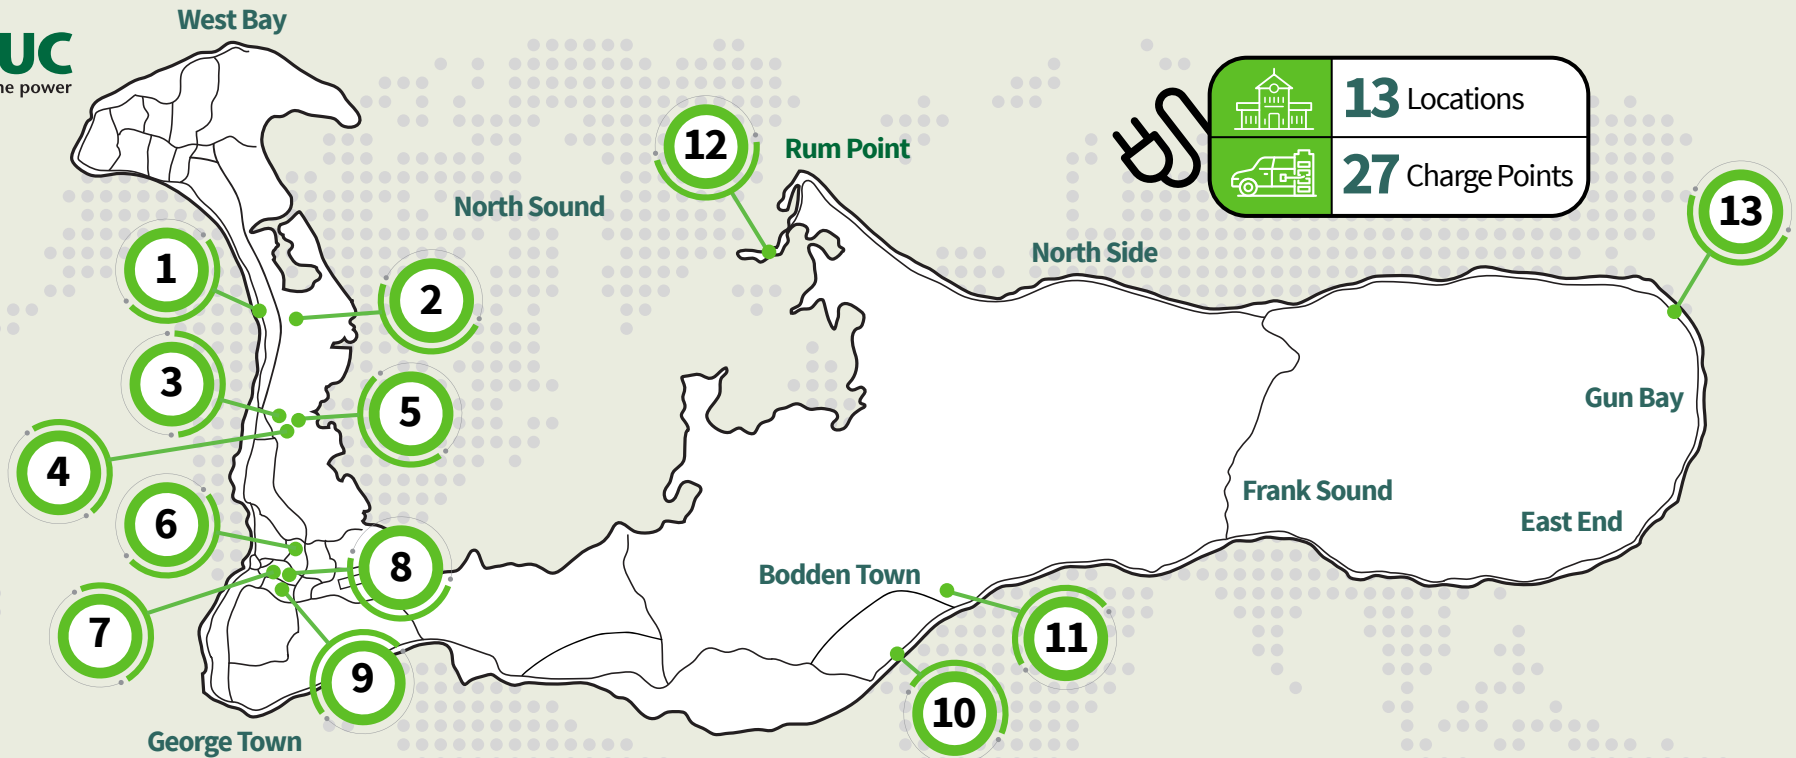 West Bay
UC
ne power
12
Rum Point
13 Locations
27 Charge Points
13
North Sound
North Side
1
2
3
5
4
Gun Bay
6
8
Frank Sound
East End
Bodden Town
7
9
11
10
George Town